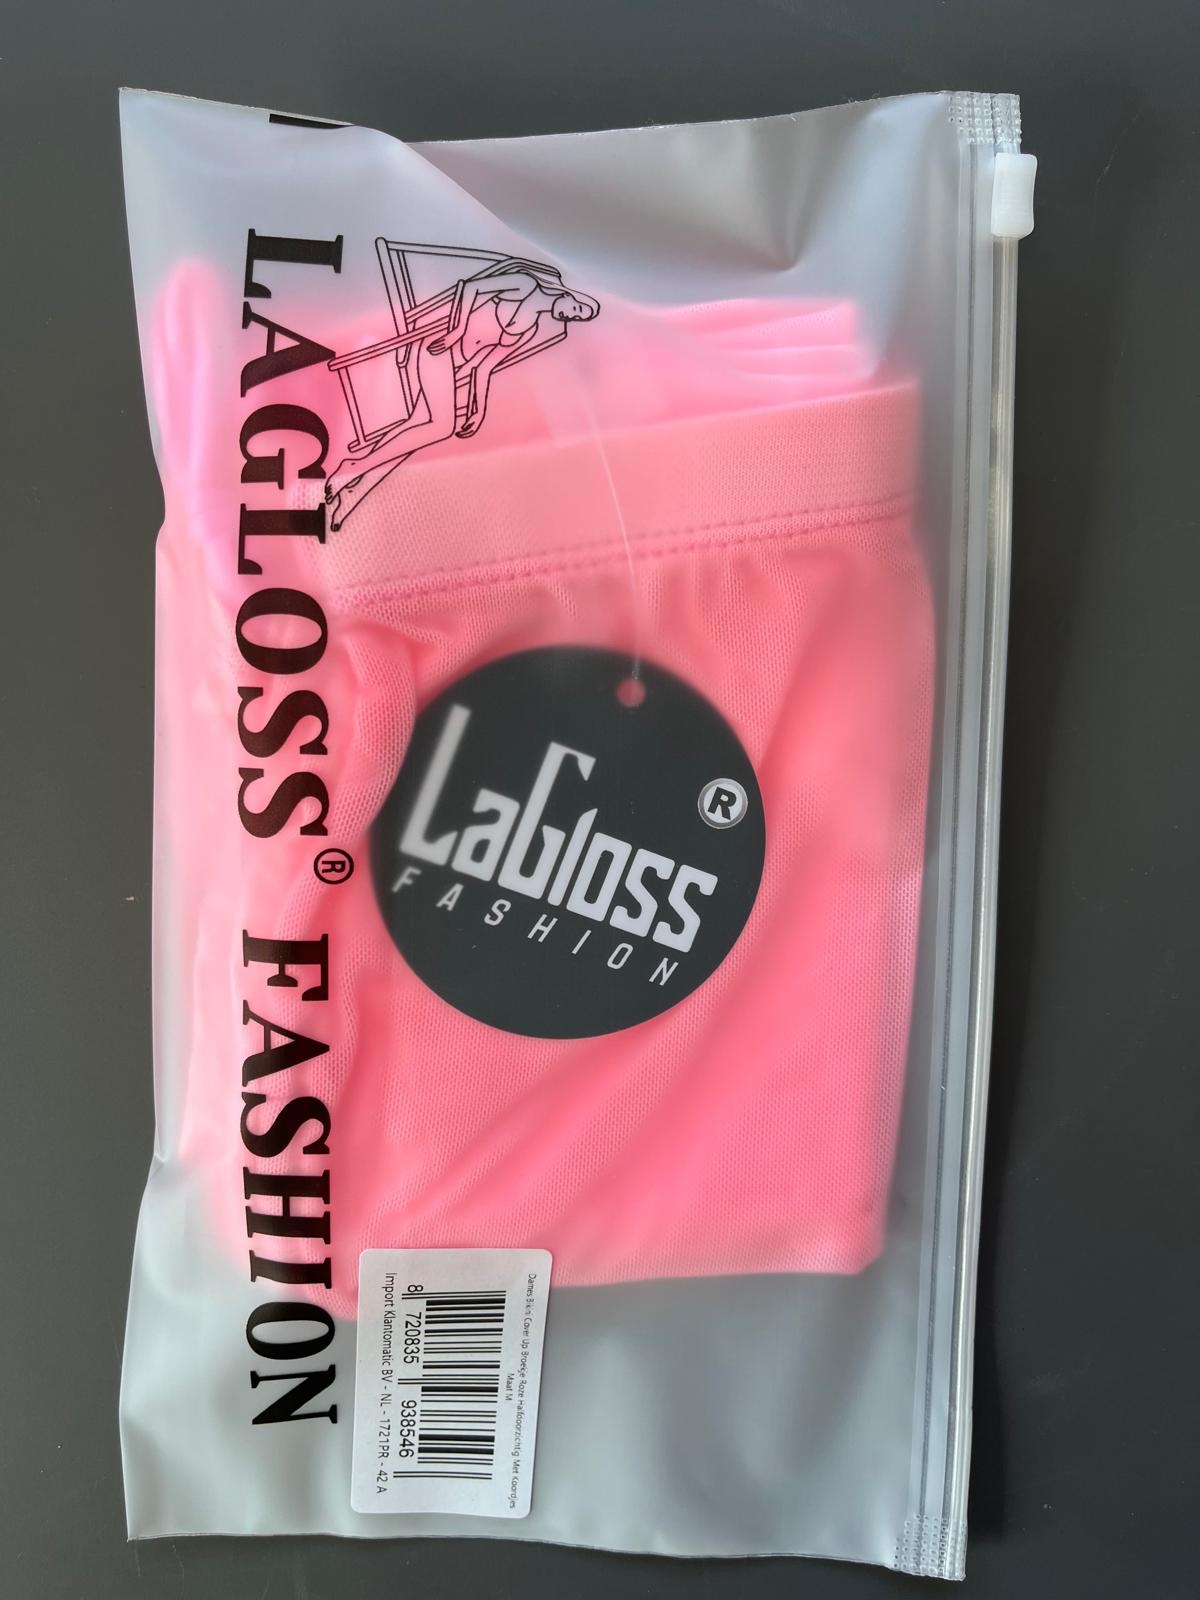 LAGLOSS® FASHION
LaGloss ®
FASHION
Dames Bikini Cover Up Broekje Roze Halfdoorzichtig Met Koordjes
Maat M
8 720835 938546
Import Klantomatic BV - NL - 1721PR - 42 A